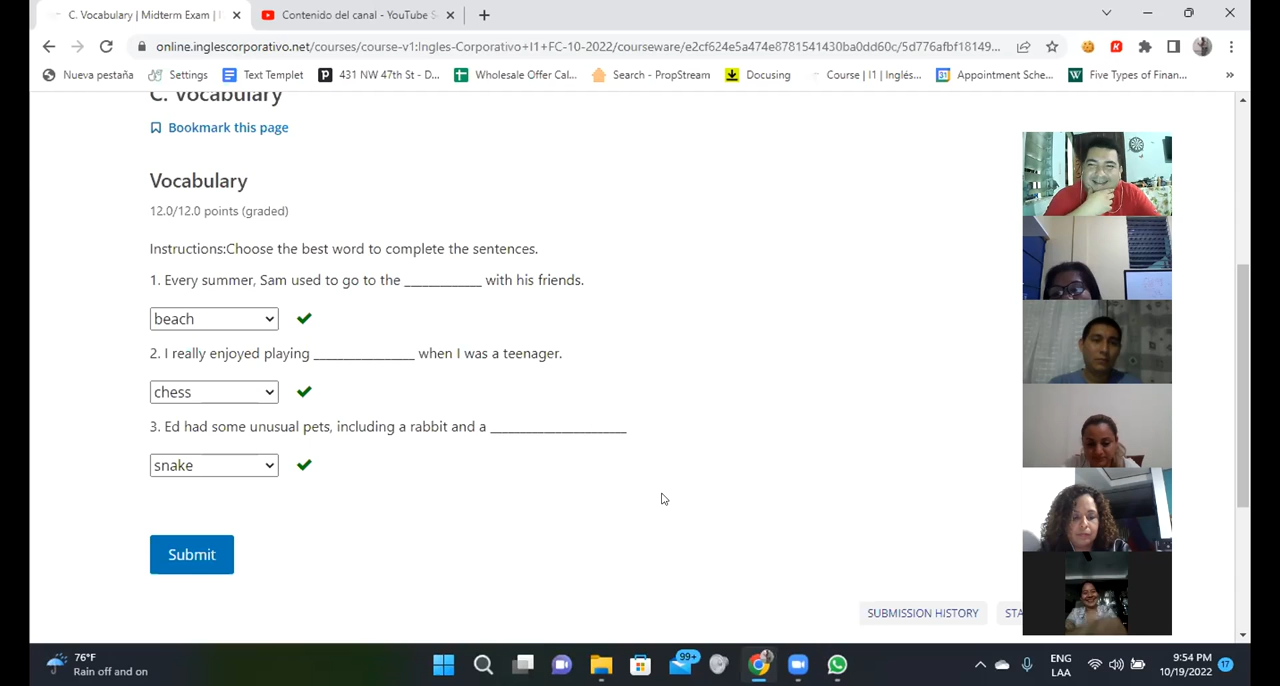 C. Vocabulary | Midterm Exam |
Contenido del canal - YouTube S
online.inglescorporativo.net/courses/course-v1:Ingles-Corporativo+I1+FC-10-2022/courseware/e2cf624e5a474e8781541430ba0dd60c/5d776afbf18149...
Nueva pestaña
Settings
Text Templet
431 NW 47th St - D...
Wholesale Offer Cal...
Search - PropStream
Docusing
Course | I1 | Inglés...
Appointment Sche...
Five Types of Finan...
»
C. Vocabulary
Bookmark this page
Vocabulary
12.0/12.0 points (graded)
Instructions:Choose the best word to complete the sentences.
1. Every summer, Sam used to go to the ____________ with his friends.
beach
2. I really enjoyed playing ________________ when I was a teenager.
chess
3. Ed had some unusual pets, including a rabbit and a ______________________
snake
Submit
SUBMISSION HISTORY
STA
76°F
Rain off and on
99+
ENG
LAA
9:54 PM
10/19/2022
17